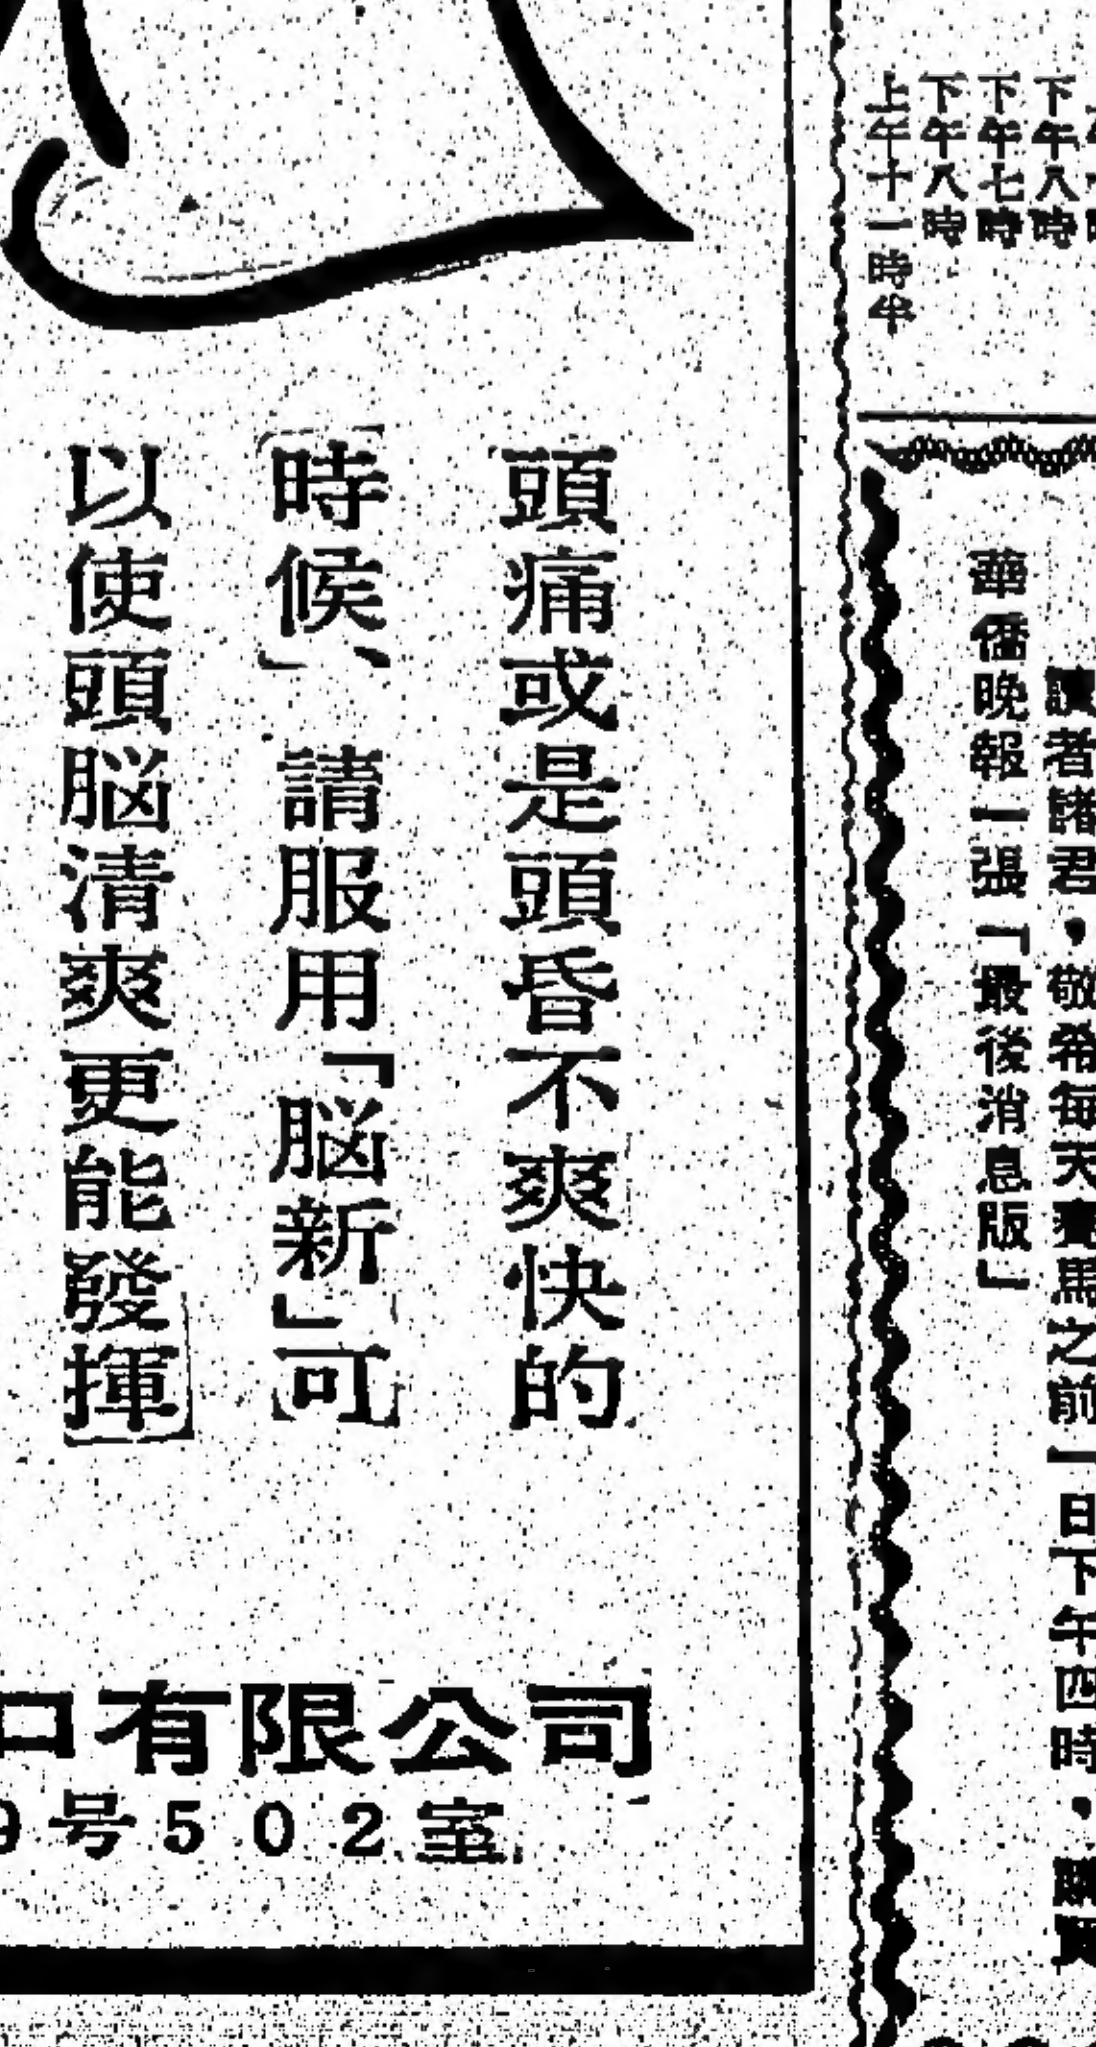 下午八時
下午七時
下午八時
上午十一時半
讀者諸君，敬希每天賽馬之前一日下午四時，購買
華僑晚報一張「最後消息版」
頭痛或是頭昏不爽快的
時候」、請服用「脳新」可
以使頭脳清爽更能發揮
口有限公司
9号502室